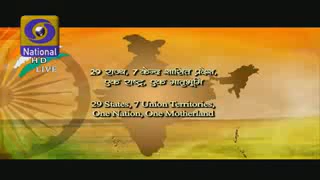 National
HD
LIVE
29 राज्य, 7 केन्द्र शासित प्रदेश,
एक राष्ट्र, एक मातृभूमि
29 States, 7 Union Territories,
One Nation, One Motherland